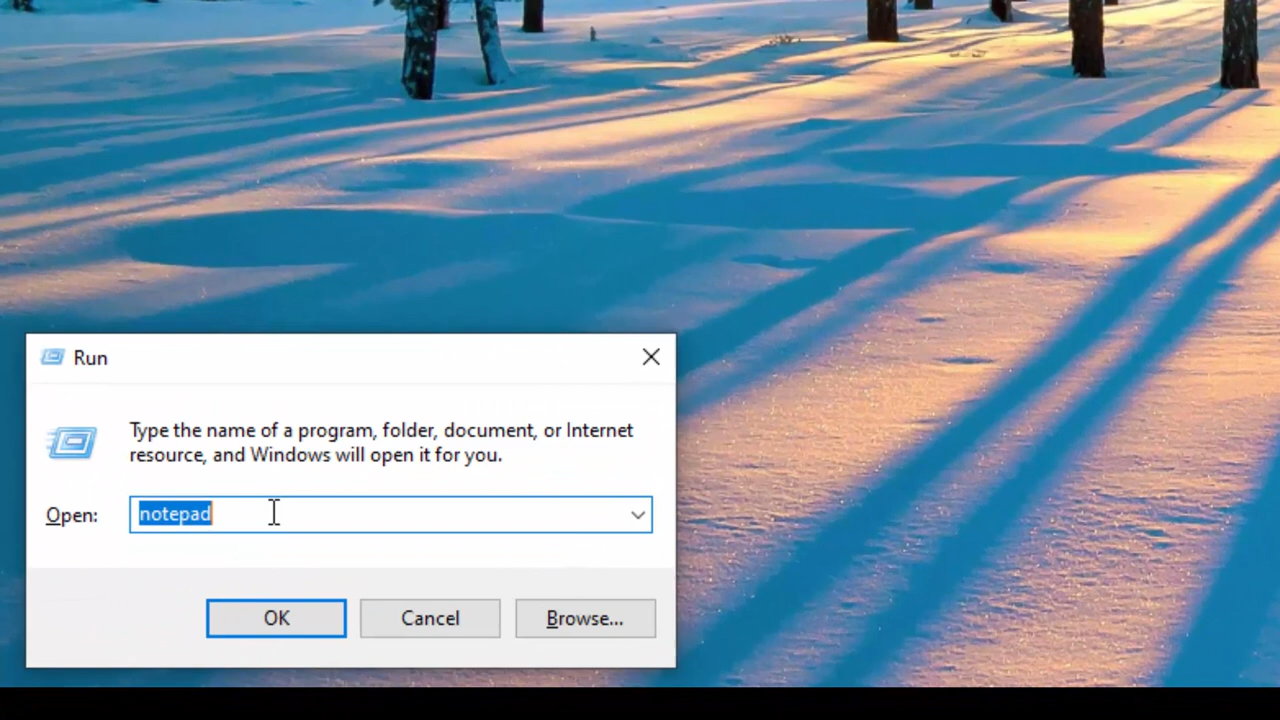 Run
Type the name of a program, folder, document, or Internet
resource, and Windows will open it for you.
Open: notepad
OK Cancel Browse...